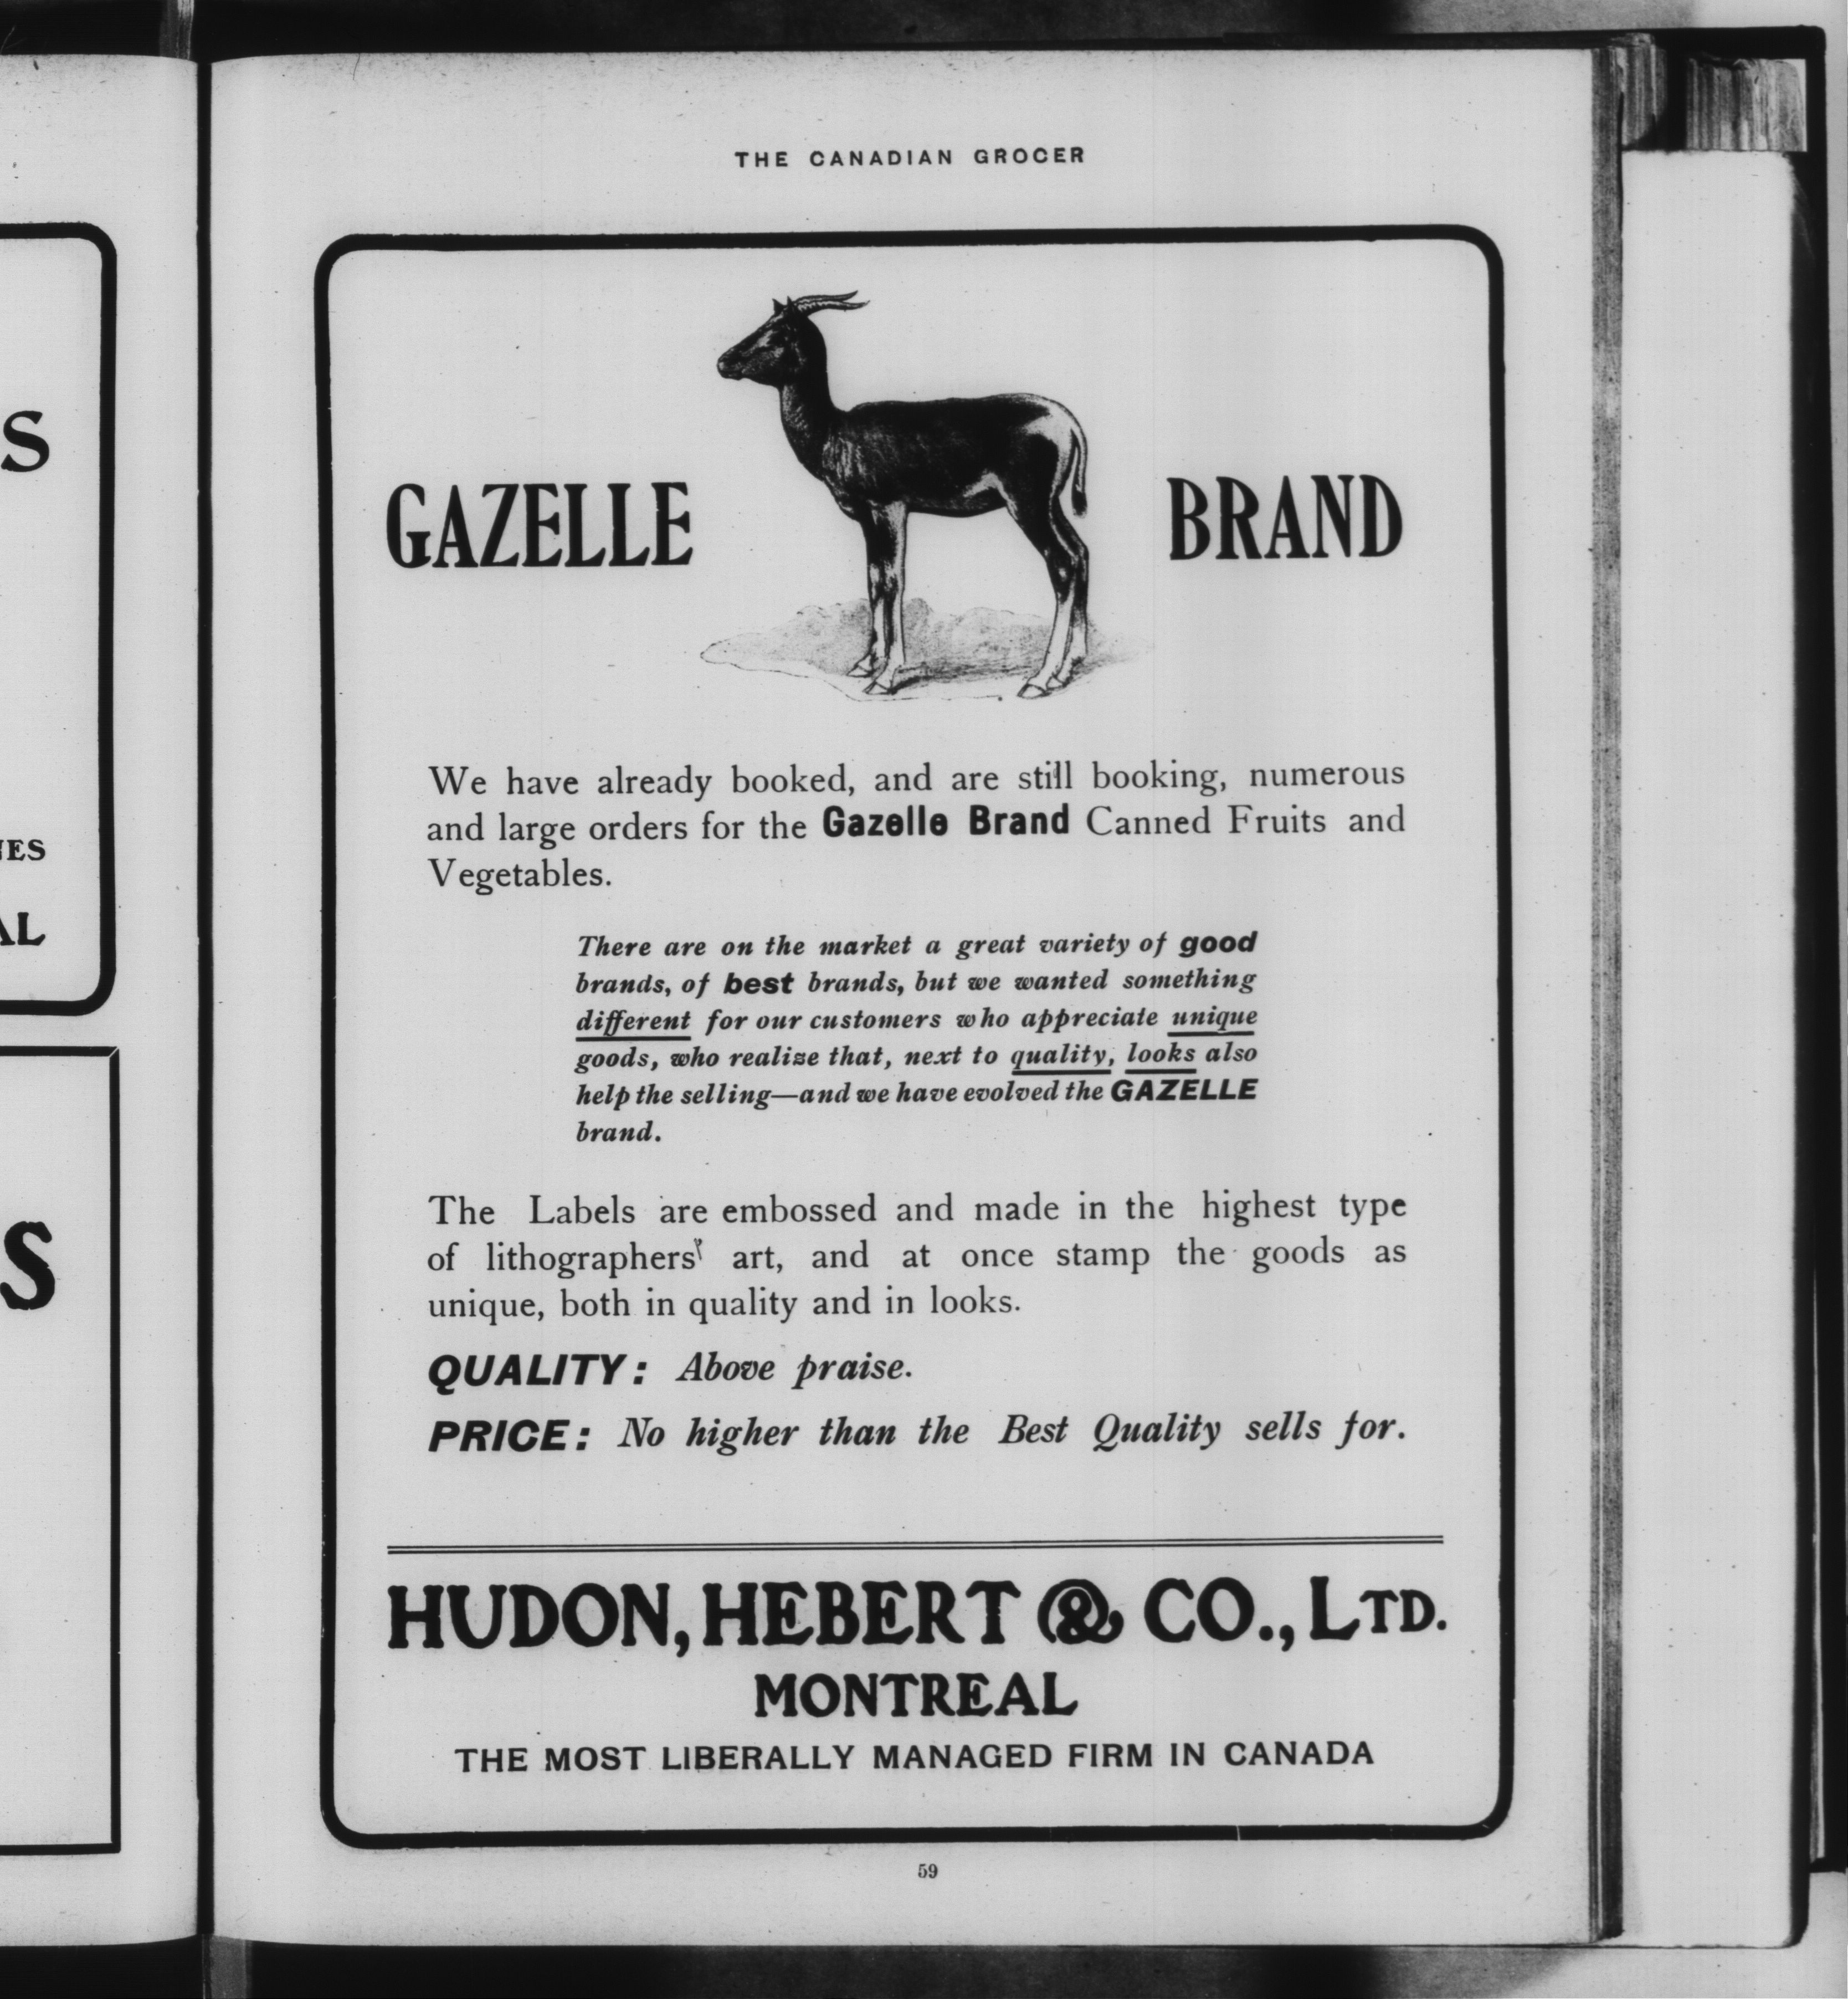 THE CANADIAN GROCER
GAZELLE BRAND
We have already booked, and are still booking, numerous
and large orders for the Gazelle Brand Canned Fruits and
Vegetables.
There are on the market a great variety of good
brands, of best brands, but we wanted something
different for our customers who appreciate unique
goods, who realize that, next to quality, looks also
help the selling—and we have evolved the GAZELLE
brand.
The Labels are embossed and made in the highest type
of lithographers' art, and at once stamp the goods as
unique, both in quality and in looks.
QUALITY: Above praise.
PRICE: No higher than the Best Quality sells for.
HUDON, HEBERT & CO., LTD.
MONTREAL
THE MOST LIBERALLY MANAGED FIRM IN CANADA
59